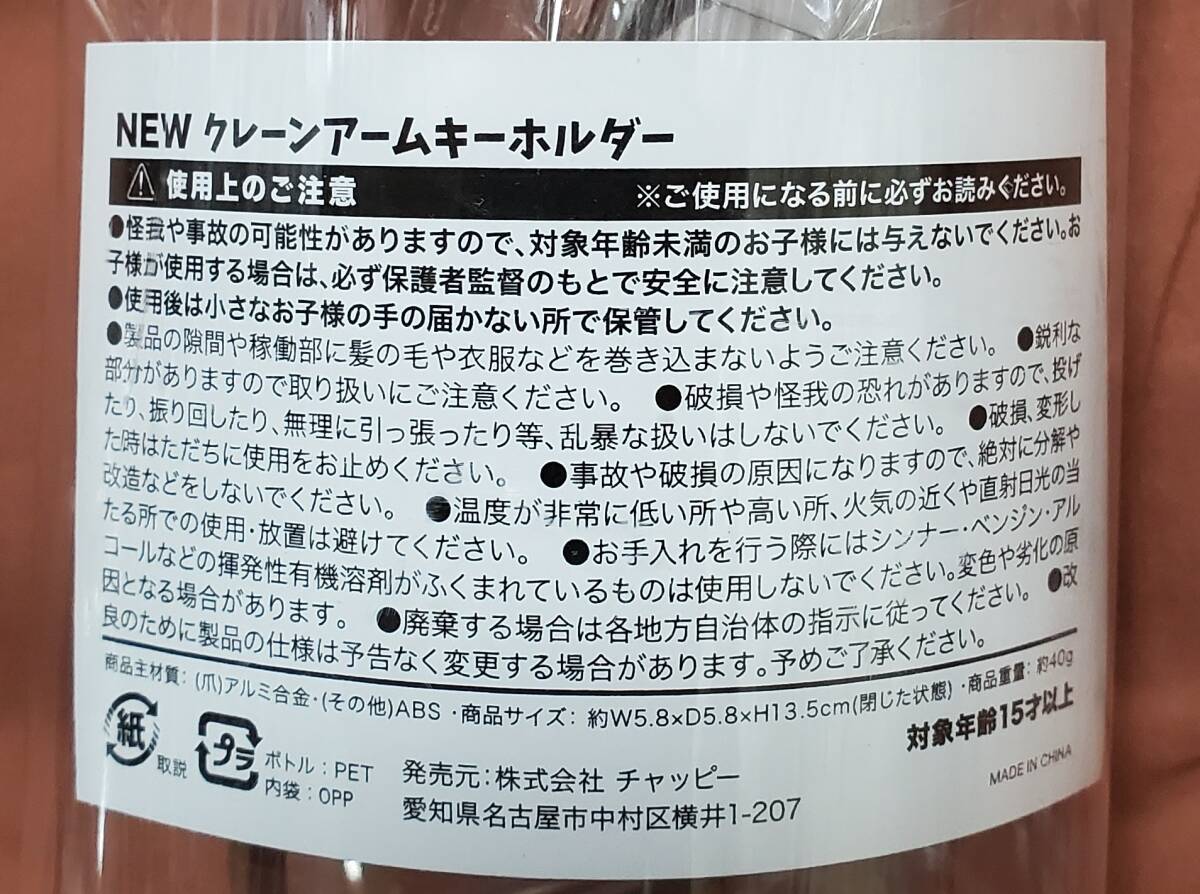 NEW クレーンアームキーホルダー
⚠ 使用上のご注意 ※ご使用になる前に必ずお読みください。
●怪我や事故の可能性がありますので、対象年齢未満のお子様には与えないでください。お
子様が使用する場合は、必ず保護者監督のもとで安全に注意してください。
●使用後は小さなお子様の手の届かない所で保管してください。
●製品の隙間や稼働部に髪の毛や衣服などを巻き込まないようご注意ください。 ●鋭利な
部分がありますので取り扱いにご注意ください。 ●破損や怪我の恐れがありますので、投げ
たり、振り回したり、無理に引っ張ったり等、乱暴な扱いはしないでください。 ●破損、変形し
た時はただちに使用をお止めください。 ●事故や破損の原因になりますので、絶対に分解や
改造などをしないでください。 ●温度が非常に低い所や高い所、火気の近くや直射日光の当
たる所での使用・放置は避けてください。 ●お手入れを行う際にはシンナー・ベンジン・アル
コールなどの揮発性有機溶剤がふくまれているものは使用しないでください。変色や劣化の原
因となる場合があります。 ●廃棄する場合は各地方自治体の指示に従ってください。 ●改
良のために製品の仕様は予告なく変更する場合があります。予めご了承ください。
商品主材質：(爪)アルミ合金・(その他)ABS ・商品サイズ：約W5.8×D5.8×H13.5cm(閉じた状態) ・商品重量：約40g
対象年齢15才以上
紙 取説 プラ ボトル：PET
内袋：OPP
発売元：株式会社 チャッピー
愛知県名古屋市中村区横井1-207
MADE IN CHINA